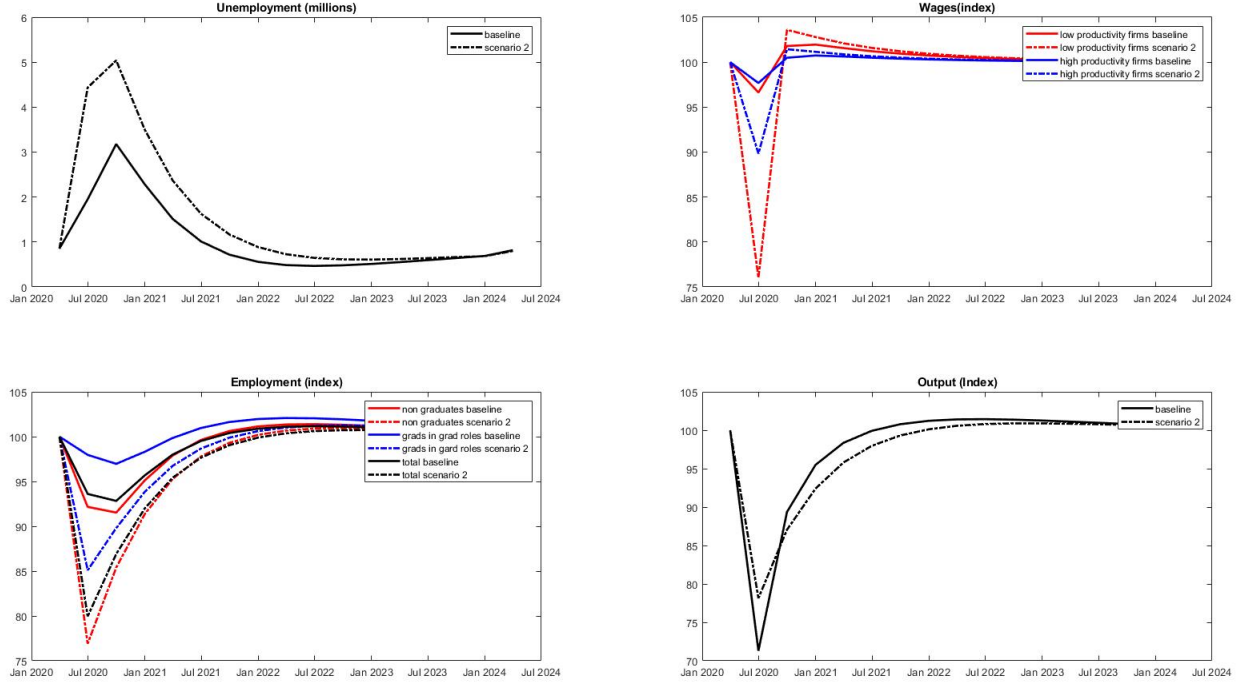 Unemployment (millions)
6
5
4
3
2
1
0
baseline
scenario 2
Jan 2020 Jul 2020 Jan 2021 Jul 2021 Jan 2022 Jul 2022 Jan 2023 Jul 2023 Jan 2024 Jul 2024
Wages(index)
105
100
95
90
85
80
75
low productivity firms baseline
low productivity firms scenario 2
high productivity firms baseline
high productivity firms scenario 2
Jan 2020 Jul 2020 Jan 2021 Jul 2021 Jan 2022 Jul 2022 Jan 2023 Jul 2023 Jan 2024 Jul 2024
Employment (index)
105
100
95
90
85
80
75
non graduates baseline
non graduates scenario 2
grads in grad roles baseline
grads in gard roles scenario 2
total baseline
total scenario 2
Jan 2020 Jul 2020 Jan 2021 Jul 2021 Jan 2022 Jul 2022 Jan 2023 Jul 2023 Jan 2024 Jul 2024
Output (Index)
105
100
95
90
85
80
75
70
baseline
scenario 2
Jan 2020 Jul 2020 Jan 2021 Jul 2021 Jan 2022 Jul 2022 Jan 2023 Jul 2023 Jan 2024 Jul 2024